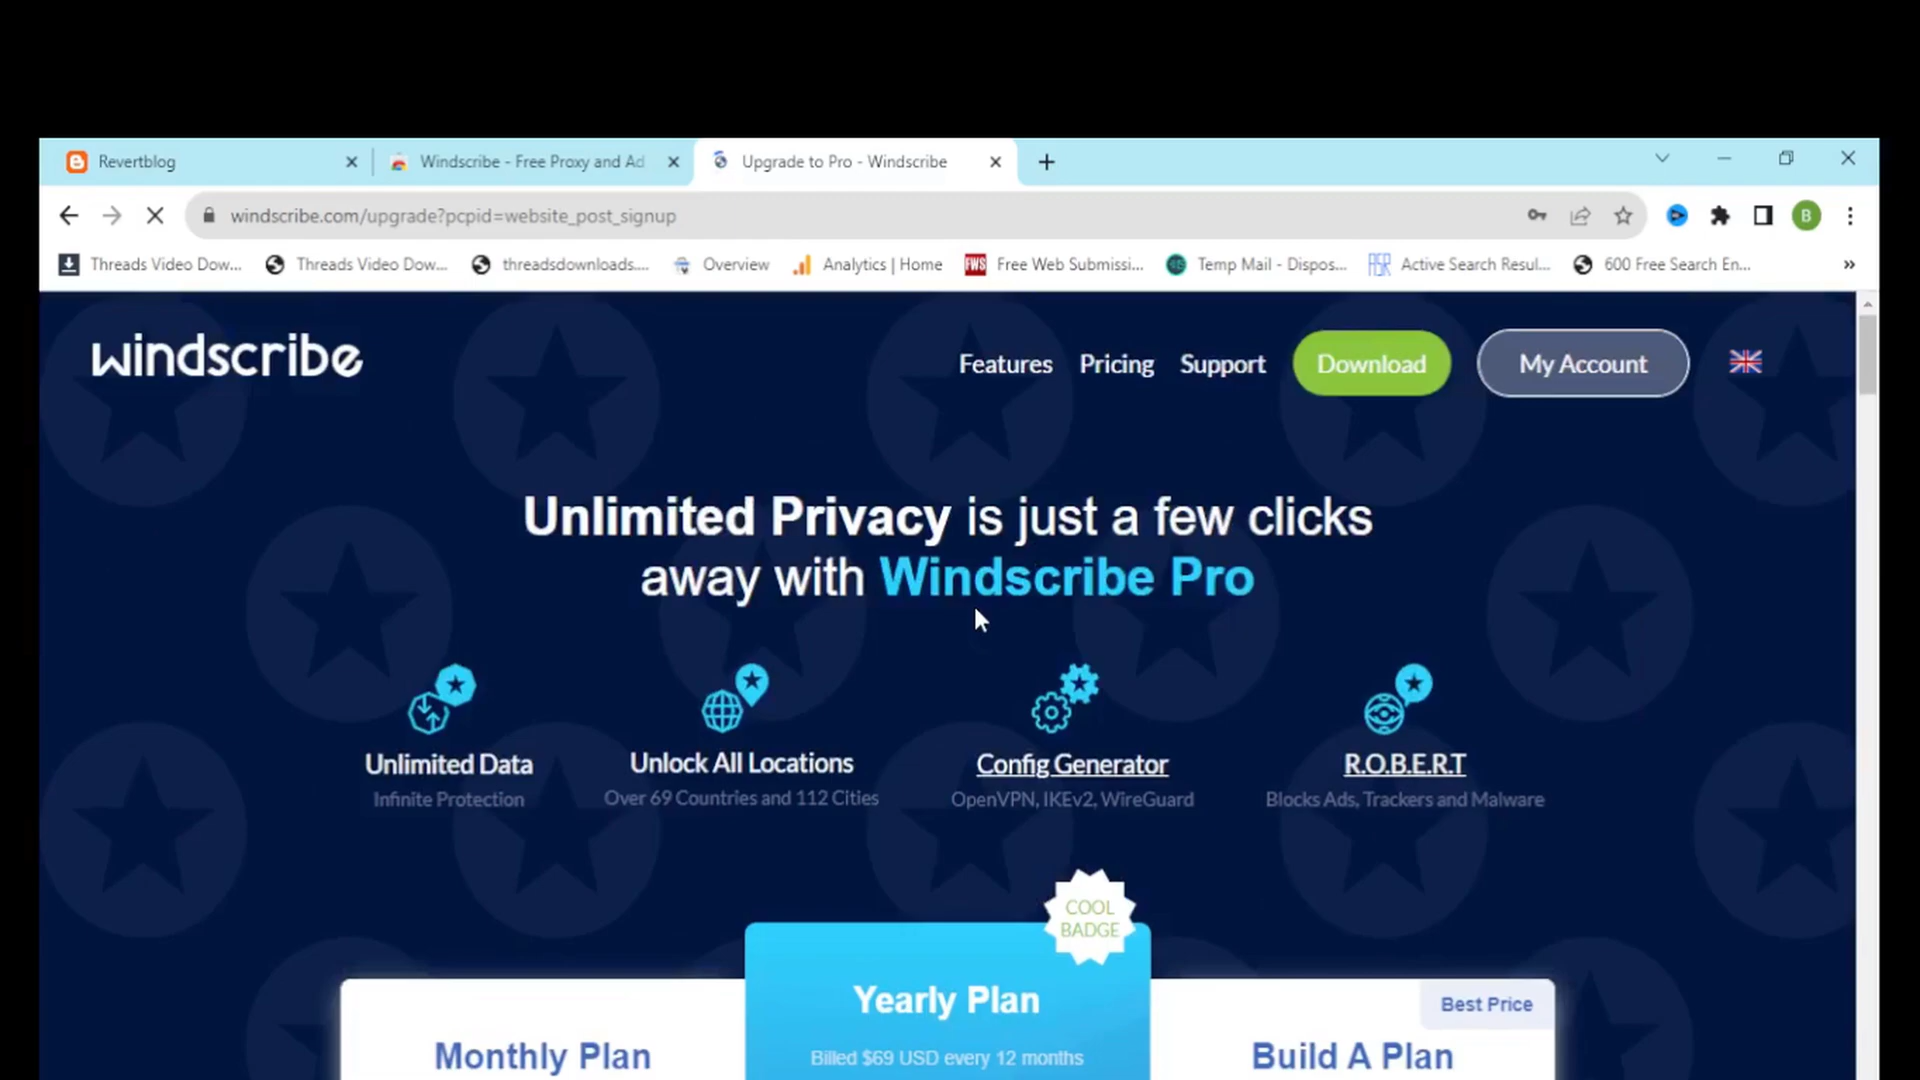 Revertblog
Windscribe - Free Proxy and Ad
Upgrade to Pro - Windscribe
windscribe.com/upgrade?pcpid=website_post_signup
B
Threads Video Dow...
Threads Video Dow...
threadsdownloads....
Overview
Analytics | Home
FWS
Free Web Submissi...
Temp Mail - Dispos...
ASR
Active Search Resul...
600 Free Search En...
»
windscribe
Features
Pricing
Support
Download
My Account
Unlimited Privacy is just a few clicks
away with Windscribe Pro
Unlimited Data
Infinite Protection
Unlock All Locations
Over 69 Countries and 112 Cities
Config Generator
OpenVPN, IKEv2, WireGuard
R.O.B.E.R.T
Blocks Ads, Trackers and Malware
COOL
BADGE
Monthly Plan
Yearly Plan
Billed $69 USD every 12 months
Best Price
Build A Plan